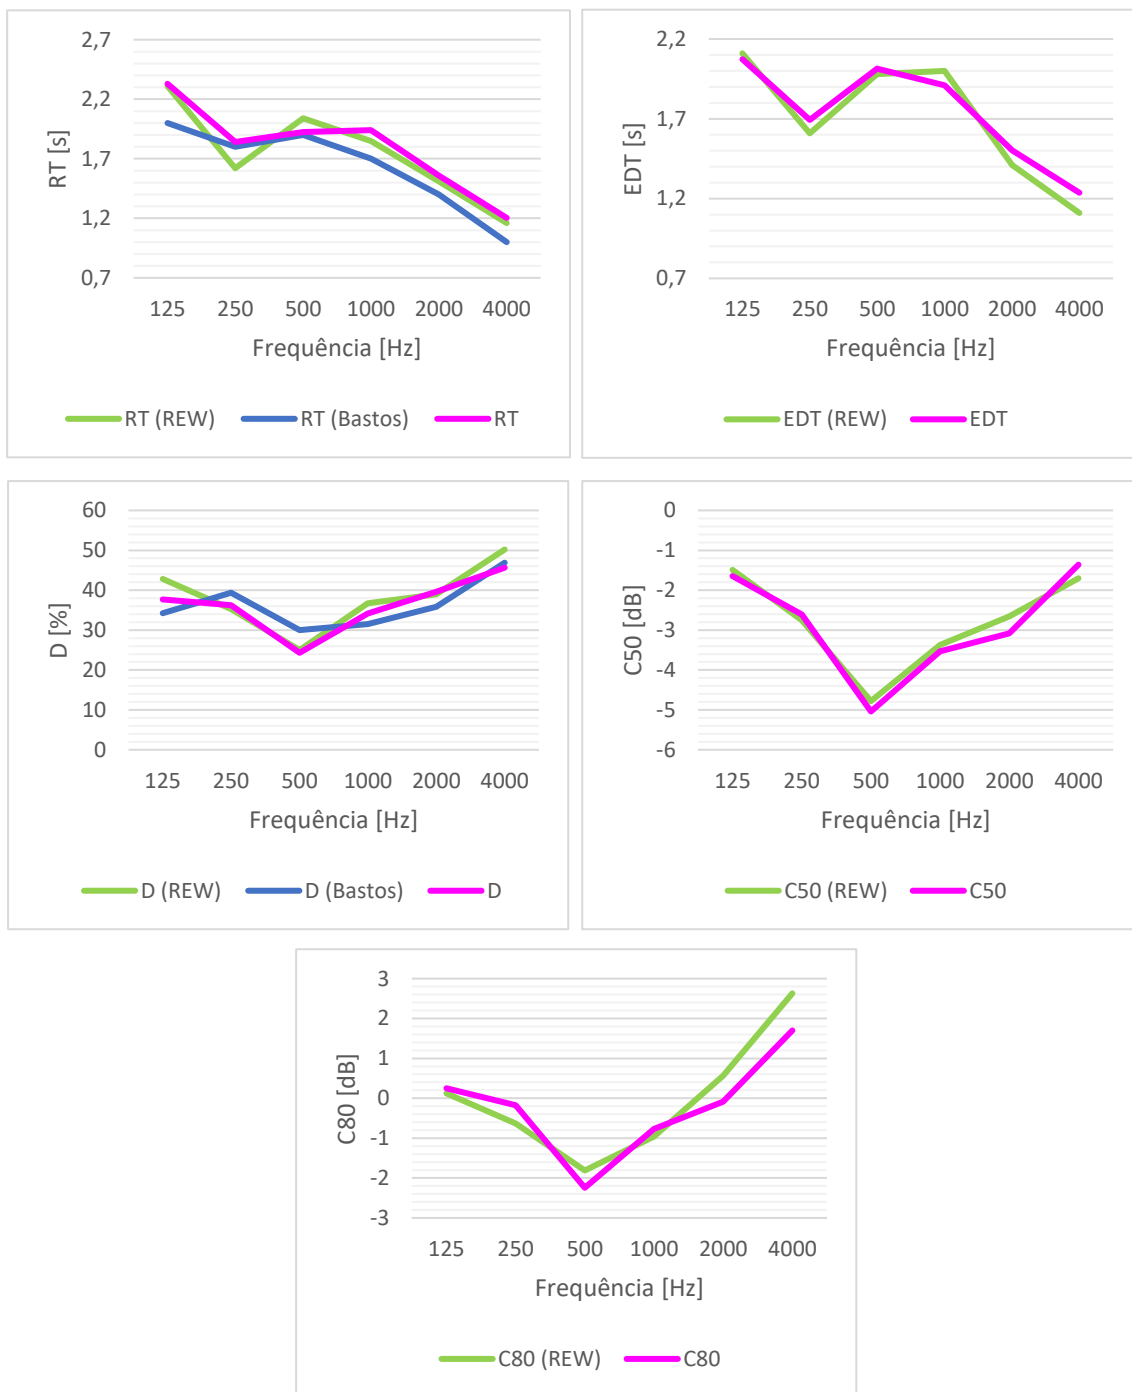 2,7
2,2
1,7
1,2
0,7
RT [s]
125 250 500 1000 2000 4000
Frequência [Hz]
RT (REW) RT (Bastos) RT
2,2
1,7
1,2
0,7
EDT [s]
125 250 500 1000 2000 4000
Frequência [Hz]
EDT (REW) EDT
60
50
40
30
20
10
0
D [%]
125 250 500 1000 2000 4000
Frequência [Hz]
D (REW) D (Bastos) D
0
-1
-2
-3
-4
-5
-6
C50 [dB]
125 250 500 1000 2000 4000
Frequência [Hz]
C50 (REW) C50
3
2
1
0
-1
-2
-3
C80 [dB]
125 250 500 1000 2000 4000
Frequência [Hz]
C80 (REW) C80